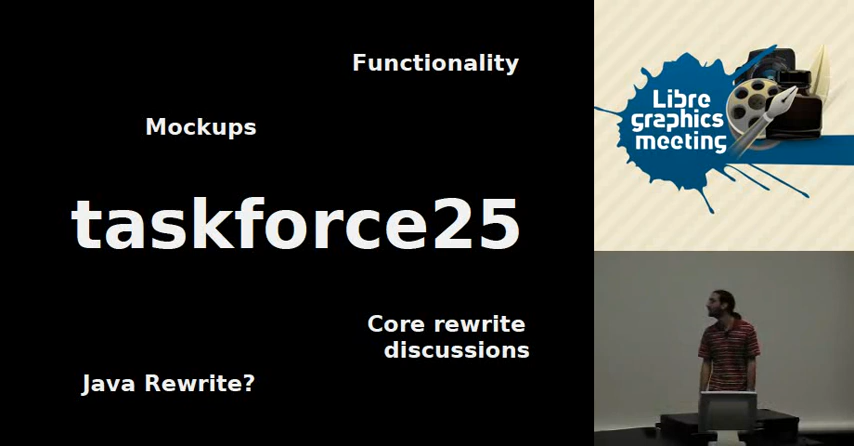 Functionality
Mockups
taskforce25
Core rewrite
discussions
Java Rewrite?
Libre
graphics
meeting